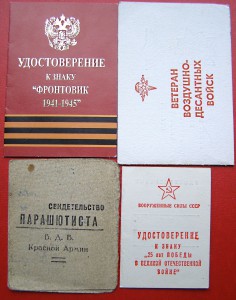 УДОСТОВЕРЕНИЕ
К ЗНАКУ
"ФРОНТОВИК
1941-1945"
ВЕТЕРАН
ВОЗДУШНО-
ДЕСАНТНЫХ
ВОЙСК
СВИДЕТЕЛЬСТВО
ПАРАШЮТИСТА
В. Д. В.
Красной Армии
ВООРУЖЕННЫЕ СИЛЫ СССР
УДОСТОВЕРЕНИЕ
К ЗНАКУ
„25 лет ПОБЕДЫ
В ВЕЛИКОЙ ОТЕЧЕСТВЕННОЙ
ВОЙНЕ"